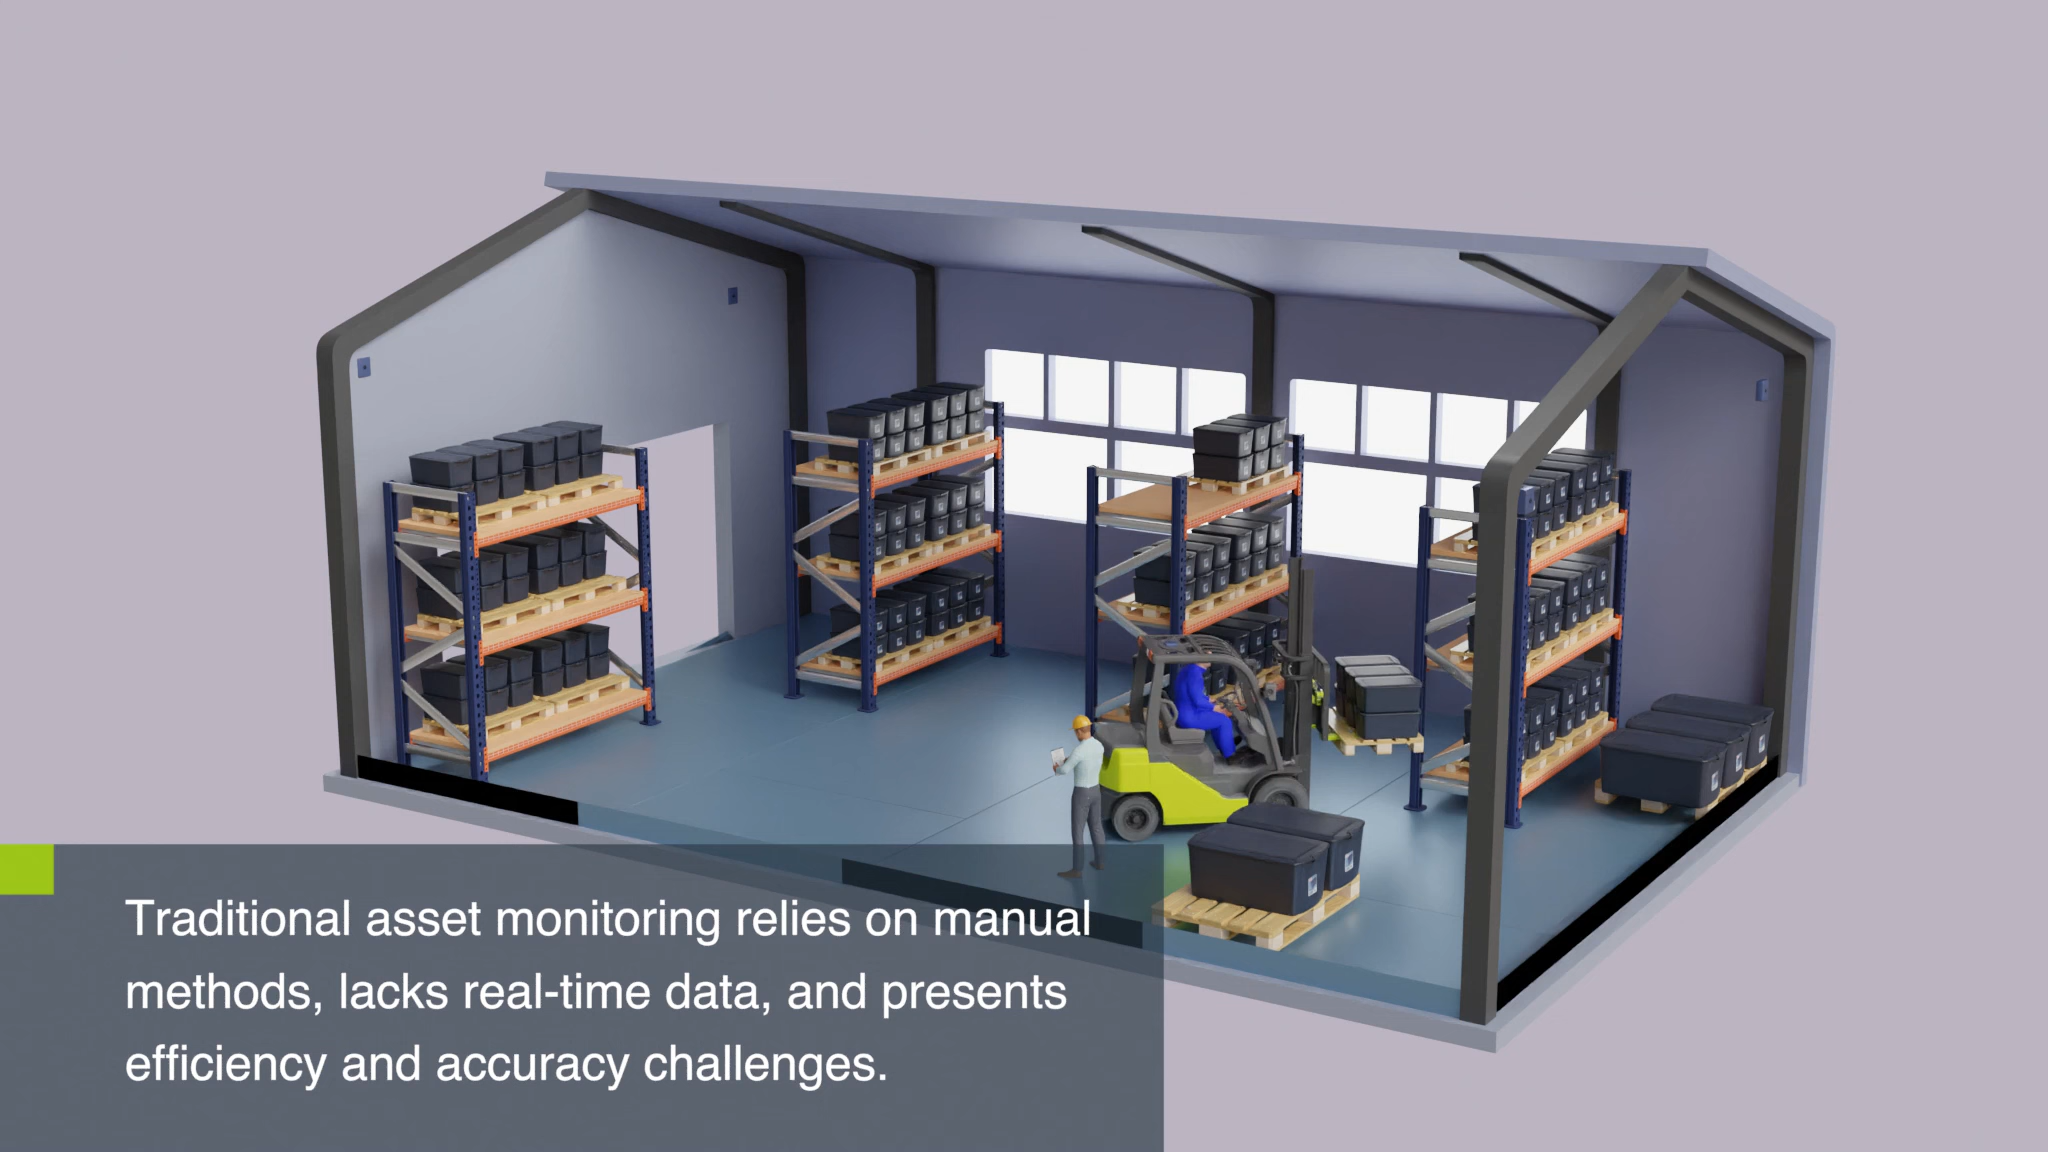 Traditional asset monitoring relies on manual
methods, lacks real-time data, and presents
efficiency and accuracy challenges.